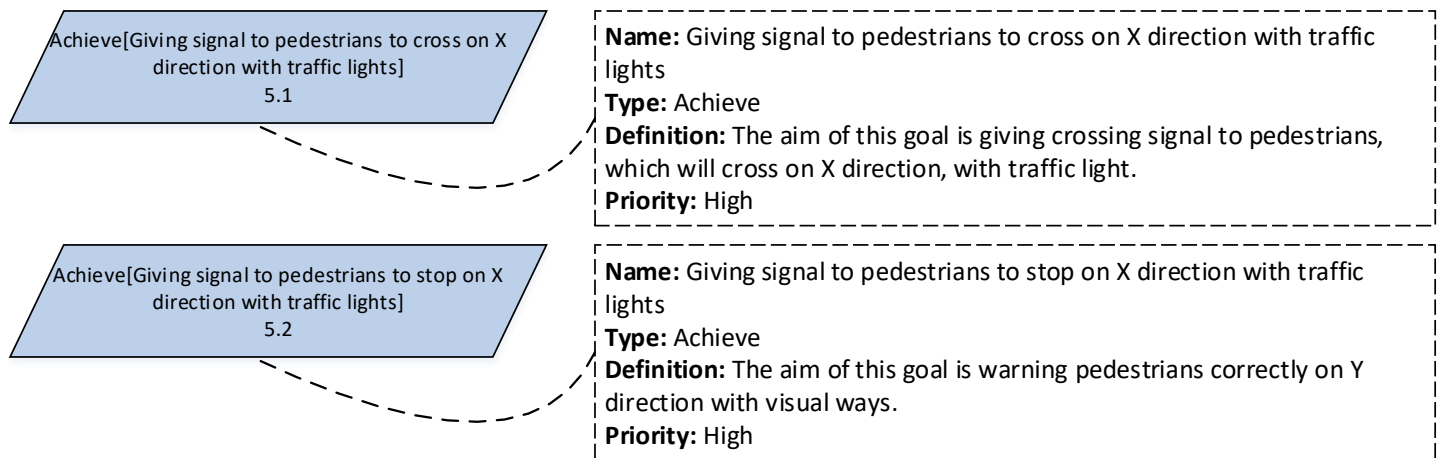 Achieve[Giving signal to pedestrians to cross on X
direction with traffic lights]
5.1
Name: Giving signal to pedestrians to cross on X direction with traffic
lights
Type: Achieve
Definition: The aim of this goal is giving crossing signal to pedestrians,
which will cross on X direction, with traffic light.
Priority: High
Achieve[Giving signal to pedestrians to stop on X
direction with traffic lights]
5.2
Name: Giving signal to pedestrians to stop on X direction with traffic
lights
Type: Achieve
Definition: The aim of this goal is warning pedestrians correctly on Y
direction with visual ways.
Priority: High